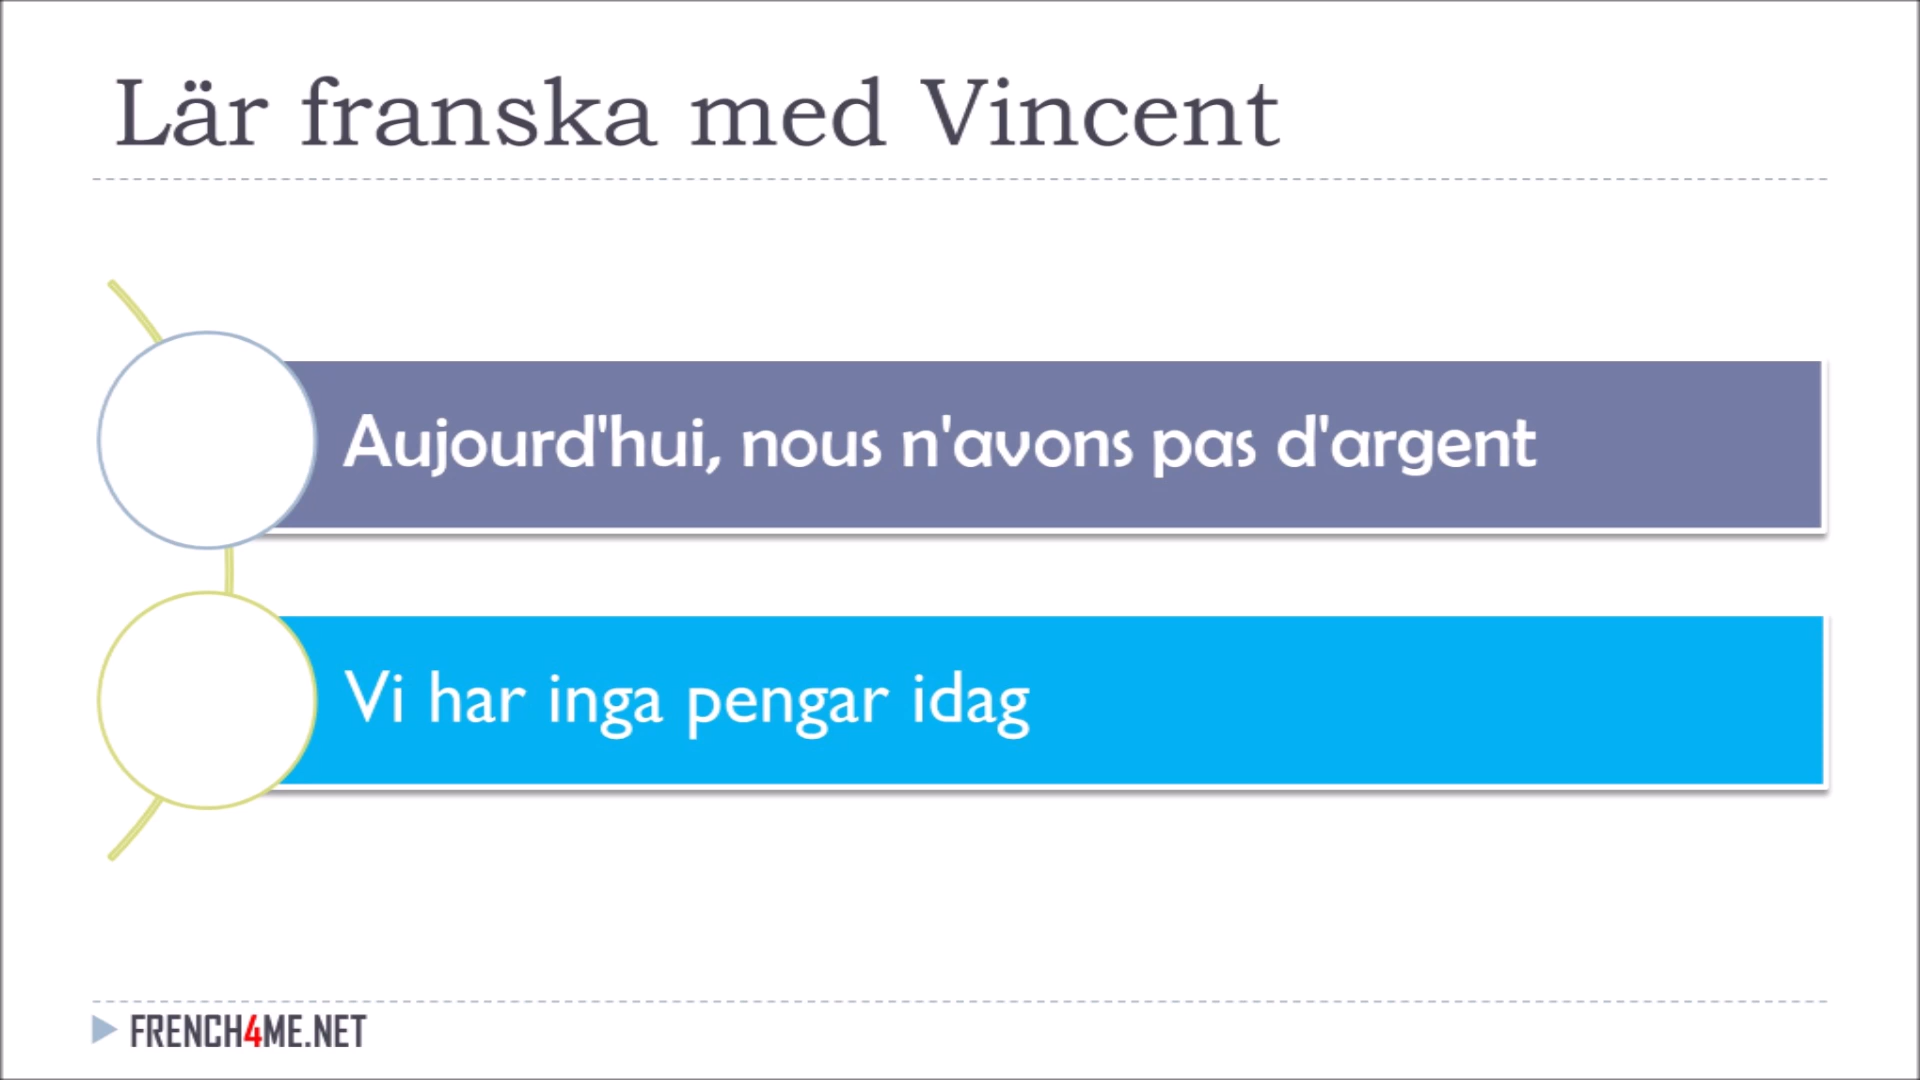 Lär franska med Vincent
Aujourd'hui, nous n'avons pas d'argent
Vi har inga pengar idag
FRENCH4ME.NET